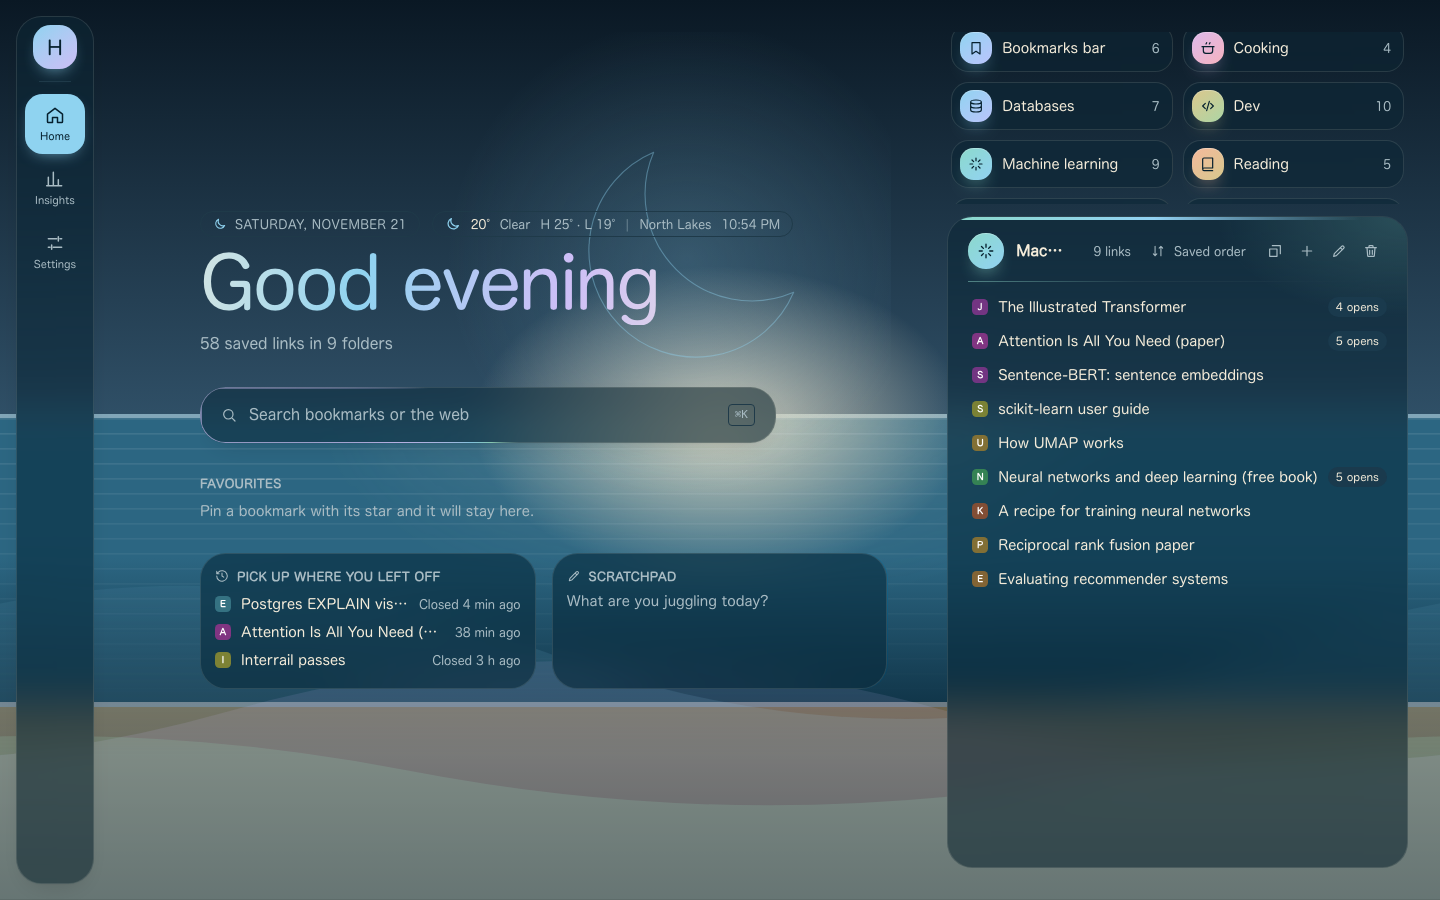 H
Home
Insights
Settings
SATURDAY, NOVEMBER 21
20° Clear H 25° · L 19° | North Lakes 10:54 PM
Good evening
58 saved links in 9 folders
Search bookmarks or the web
⌘K
FAVOURITES
Pin a bookmark with its star and it will stay here.
PICK UP WHERE YOU LEFT OFF
E Postgres EXPLAIN vis··· Closed 4 min ago
A Attention Is All You Need (··· 38 min ago
I Interrail passes Closed 3 h ago
SCRATCHPAD
What are you juggling today?
Bookmarks bar 6
Cooking 4
Databases 7
Dev 10
Machine learning 9
Reading 5
Mac··· 9 links Saved order
J The Illustrated Transformer 4 opens
A Attention Is All You Need (paper) 5 opens
S Sentence-BERT: sentence embeddings
S scikit-learn user guide
U How UMAP works
N Neural networks and deep learning (free book) 5 opens
K A recipe for training neural networks
P Reciprocal rank fusion paper
E Evaluating recommender systems